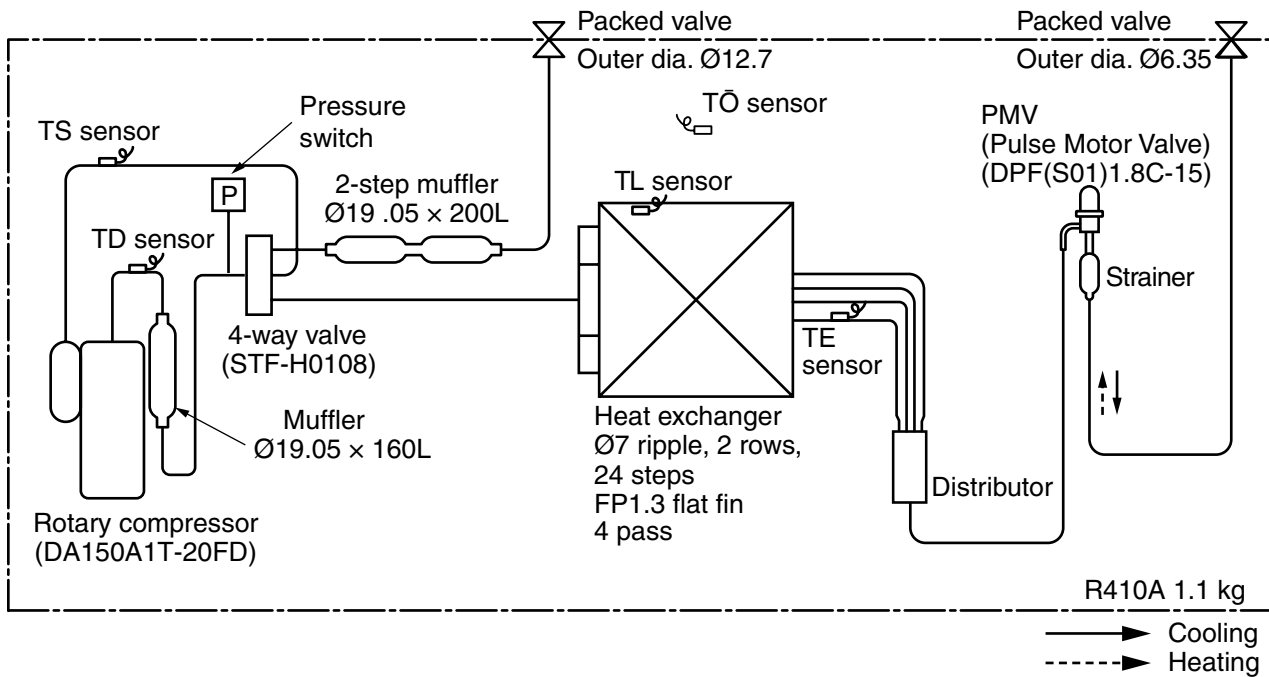 Packed valve
Outer dia. Ø12.7
Packed valve
Outer dia. Ø6.35
TS sensor
Pressure
switch
P
2-step muffler
Ø19 .05 × 200L
TD sensor
4-way valve
(STF-H0108)
Muffler
Ø19.05 × 160L
Rotary compressor
(DA150A1T-20FD)
TŌ sensor
TL sensor
TE
sensor
Heat exchanger
Ø7 ripple, 2 rows,
24 steps
FP1.3 flat fin
4 pass
PMV
(Pulse Motor Valve)
(DPF(S01)1.8C-15)
Strainer
Distributor
R410A 1.1 kg
Cooling
Heating